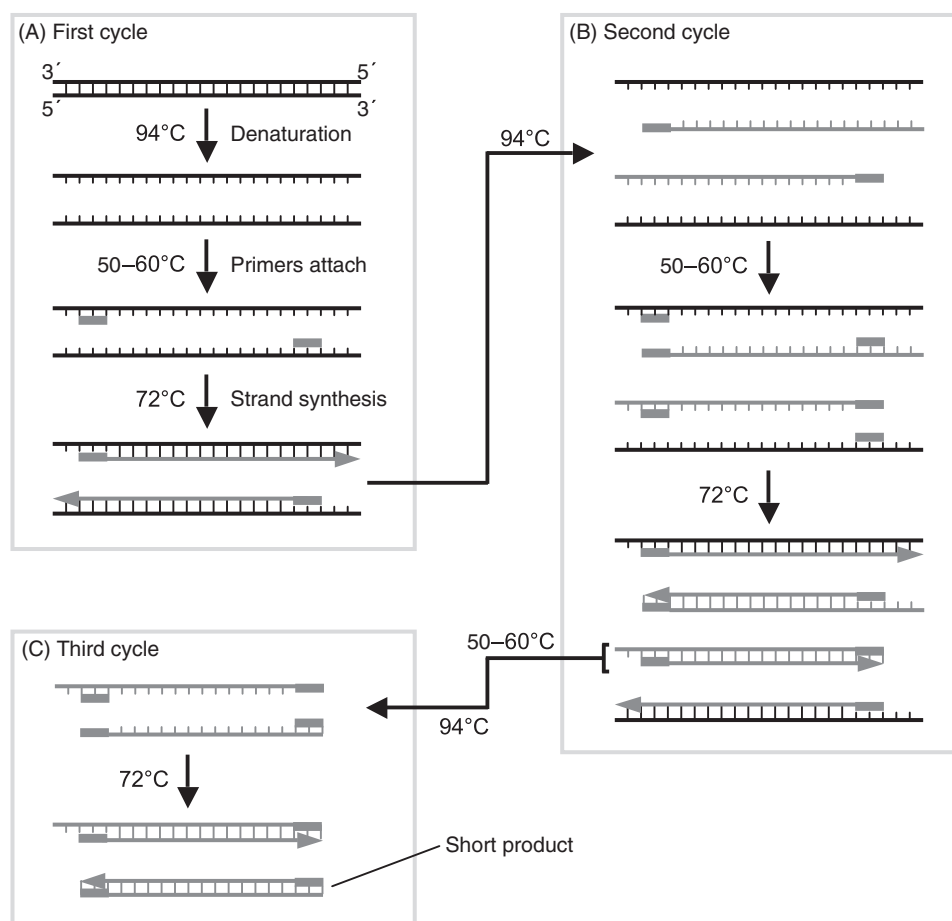 (A) First cycle
3´ 5´
5´ 3´
94°C Denaturation
50–60°C Primers attach
72°C Strand synthesis
94°C
(B) Second cycle
50–60°C
72°C
50–60°C
94°C
(C) Third cycle
72°C
Short product